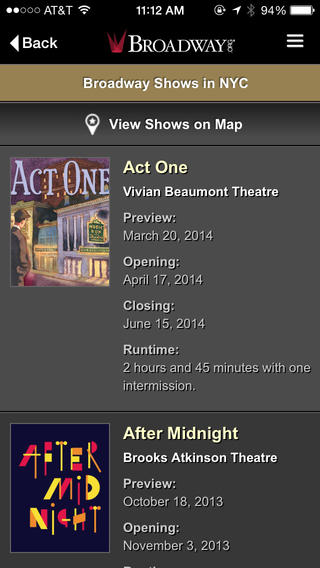 AT&T 11:12 AM 94%
Back BROADWAY.COM
Broadway Shows in NYC
View Shows on Map
ACT ONE
MUSIC BOX
Act One
Vivian Beaumont Theatre
Preview:
March 20, 2014
Opening:
April 17, 2014
Closing:
June 15, 2014
Runtime:
2 hours and 45 minutes with one
intermission.
AFTER
MID
NIGHT
After Midnight
Brooks Atkinson Theatre
Preview:
October 18, 2013
Opening:
November 3, 2013